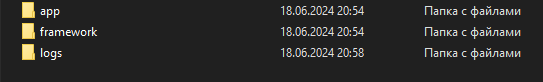 app 18.06.2024 20:54 Папка с файлами
framework 18.06.2024 20:54 Папка с файлами
logs 18.06.2024 20:58 Папка с файлами